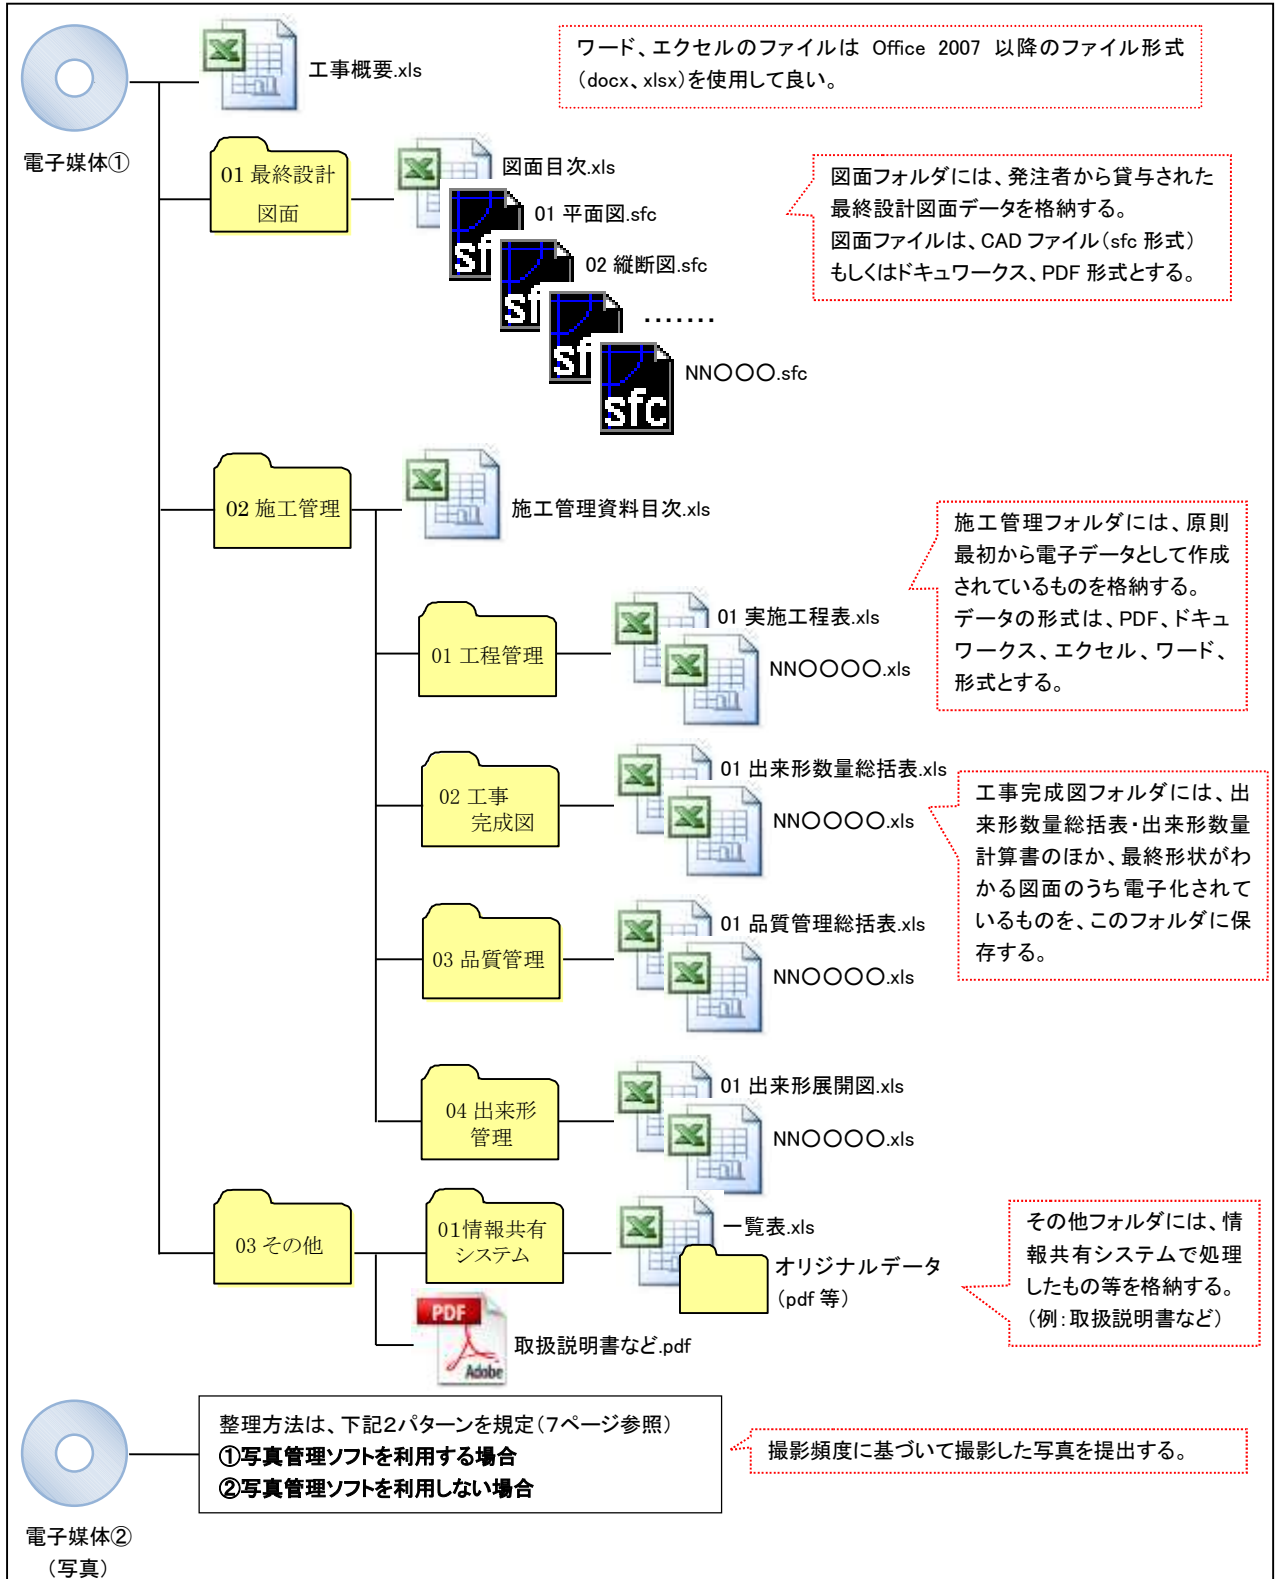 工事概要.xls
ワード、エクセルのファイルは Office 2007 以降のファイル形式
（docx、xlsx）を使用して良い。
電子媒体①
01 最終設計
図面
図面目次.xls
01 平面図.sfc
02 縦断図.sfc
・・・・・・・
NN〇〇〇.sfc
sf
sf
sf
sfc
図面フォルダには、発注者から貸与された
最終設計図面データを格納する。
図面ファイルは、CAD ファイル（sfc 形式）
もしくはドキュワークス、PDF 形式とする。
02 施工管理
施工管理資料目次.xls
施工管理フォルダには、原則
最初から電子データとして作成
されているものを格納する。
データの形式は、PDF、ドキュ
ワークス、エクセル、ワード、
形式とする。
01 工程管理
01 実施工程表.xls
NN〇〇〇〇.xls
02 工事
完成図
01 出来形数量総括表.xls
NN〇〇〇〇.xls
工事完成図フォルダには、出
来形数量総括表・出来形数量
計算書のほか、最終形状がわ
かる図面のうち電子化されて
いるものを、このフォルダに保
存する。
03 品質管理
01 品質管理総括表.xls
NN〇〇〇〇.xls
04 出来形
管理
01 出来形展開図.xls
NN〇〇〇〇.xls
03 その他
01情報共有
システム
一覧表.xls
オリジナルデータ
（pdf 等）
その他フォルダには、情
報共有システムで処理
したもの等を格納する。
（例：取扱説明書など）
PDF
Adobe
取扱説明書など.pdf
電子媒体②
（写真）
整理方法は、下記２パターンを規定（７ページ参照）
①写真管理ソフトを利用する場合
②写真管理ソフトを利用しない場合
撮影頻度に基づいて撮影した写真を提出する。